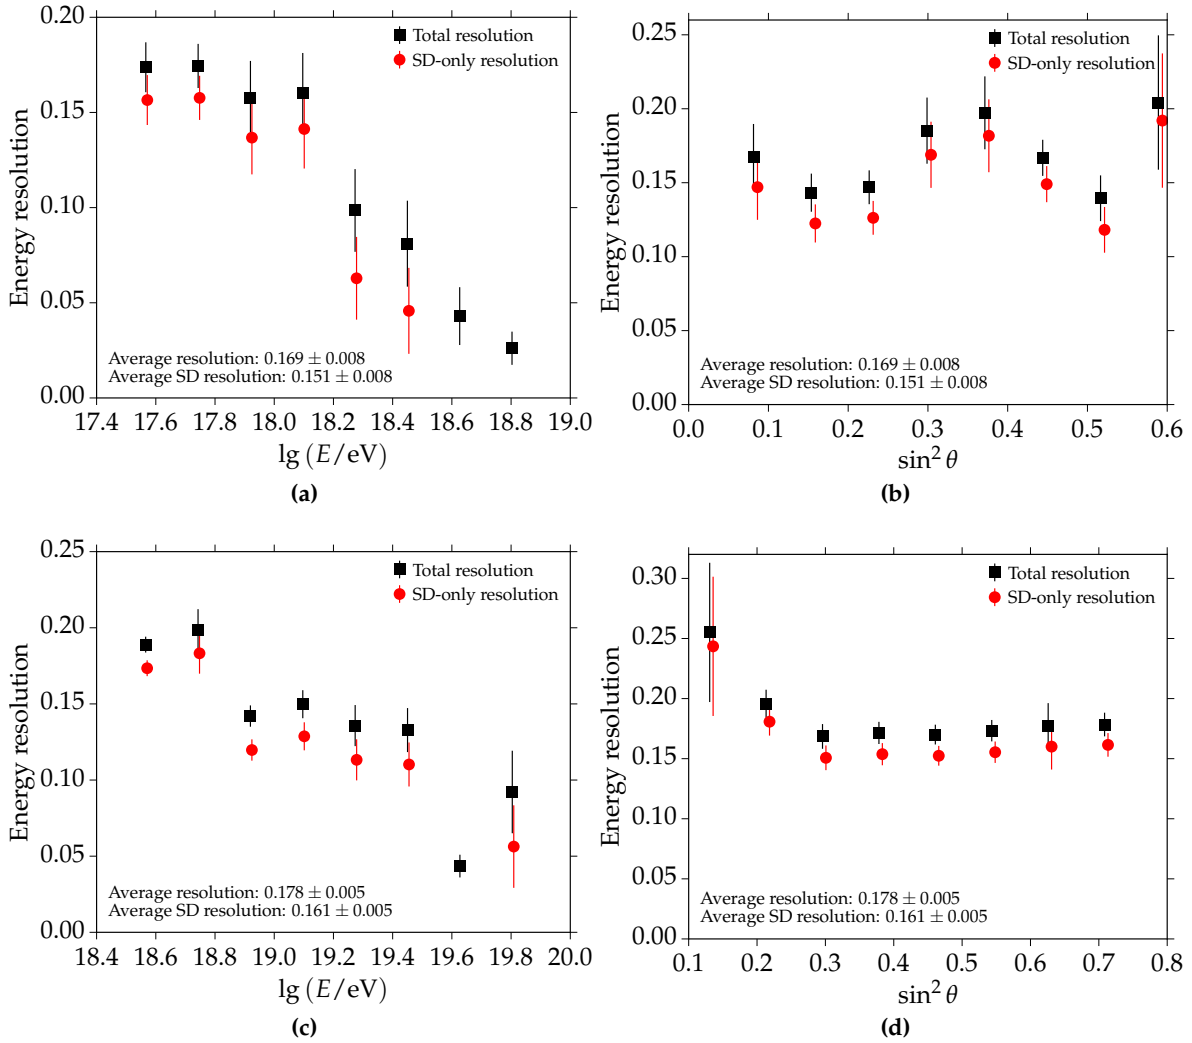 0.20
0.15
0.10
0.05
0.00
Energy resolution
Total resolution
SD-only resolution
Average resolution: 0.169 ± 0.008
Average SD resolution: 0.151 ± 0.008
17.4 17.6 17.8 18.0 18.2 18.4 18.6 18.8 19.0
lg (E/eV)
(a)
0.25
0.20
0.15
0.10
0.05
0.00
Energy resolution
Total resolution
SD-only resolution
Average resolution: 0.169 ± 0.008
Average SD resolution: 0.151 ± 0.008
0.0 0.1 0.2 0.3 0.4 0.5 0.6
sin² θ
(b)
0.25
0.20
0.15
0.10
0.05
0.00
Energy resolution
Total resolution
SD-only resolution
Average resolution: 0.178 ± 0.005
Average SD resolution: 0.161 ± 0.005
18.4 18.6 18.8 19.0 19.2 19.4 19.6 19.8 20.0
lg (E/eV)
(c)
0.30
0.25
0.20
0.15
0.10
0.05
0.00
Energy resolution
Total resolution
SD-only resolution
Average resolution: 0.178 ± 0.005
Average SD resolution: 0.161 ± 0.005
0.1 0.2 0.3 0.4 0.5 0.6 0.7 0.8
sin² θ
(d)